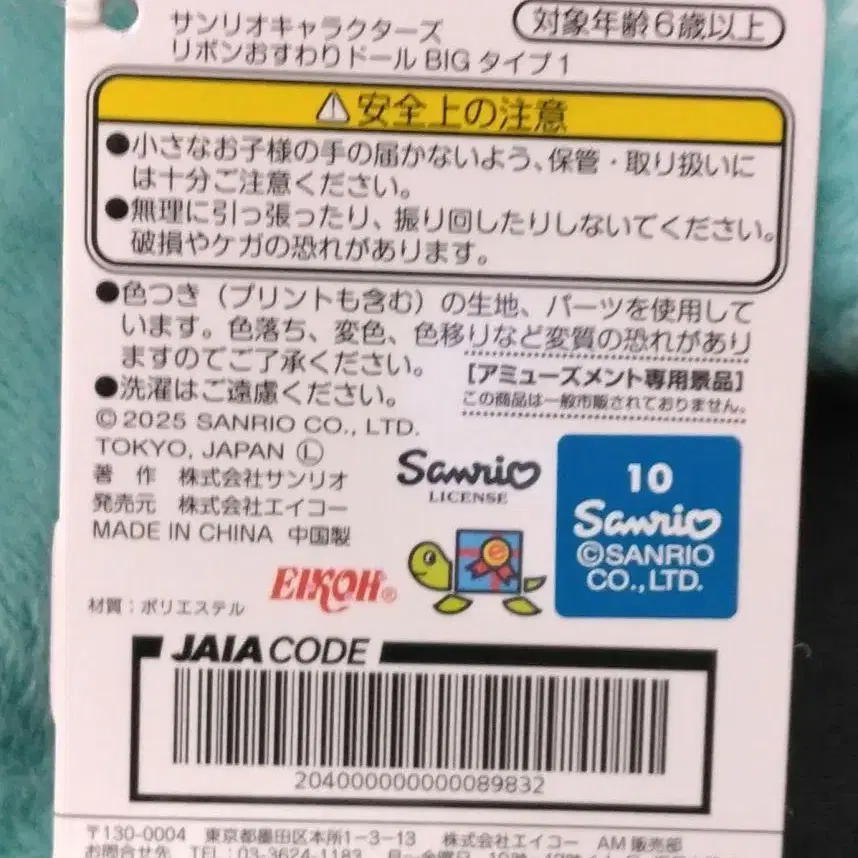 サンリオキャラクターズ
リボンおすわりドール BIG タイプ1
対象年齢6歳以上
⚠安全上の注意
●小さなお子様の手の届かないよう、保管・取り扱いに
は十分ご注意ください。
●無理に引っ張ったり、振り回したりしないでください。
破損やケガの恐れがあります。
●色つき（プリントも含む）の生地、パーツを使用して
います。色落ち、変色、色移りなど変質の恐れがあり
ますのでご了承ください。
●洗濯はご遠慮ください。
[アミューズメント専用景品]
この商品は一般市販されておりません。
© 2025 SANRIO CO., LTD.
TOKYO, JAPAN Ⓛ
著 作 株式会社サンリオ
発売元 株式会社エイコー
MADE IN CHINA 中国製
Sanrio
LICENSE
10
Sanrio
©SANRIO
CO., LTD.
EIKOH®
e
材質：ポリエステル
JAIA CODE
204000000000089832
〒130-0004 東京都墨田区本所1-3-13 株式会社エイコー AM販売部
お問合せ先 TEL：03-3624-1183